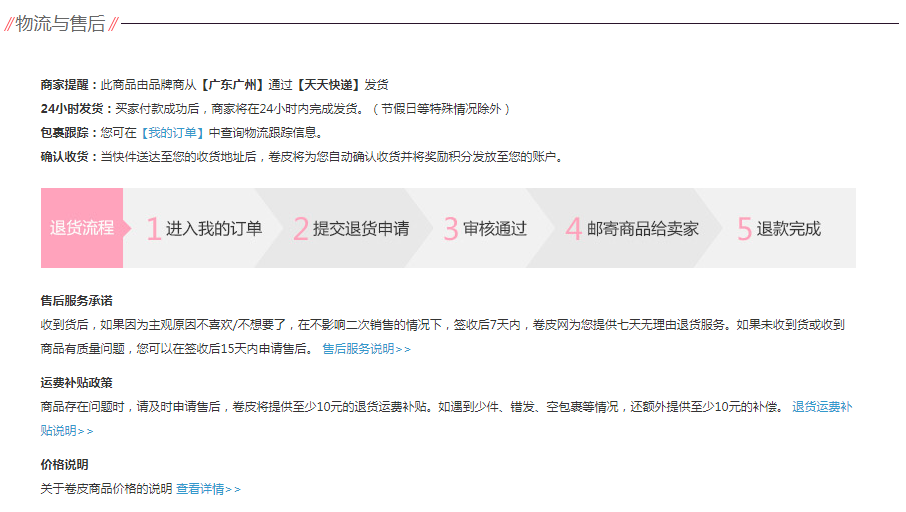 //物流与售后//
商家提醒：此商品由品牌商从【广东广州】通过【天天快递】发货
24小时发货：买家付款成功后，商家将在24小时内完成发货。（节假日等特殊情况除外）
包裹跟踪：您可在【我的订单】中查询物流跟踪信息。
确认收货：当快件送达至您的收货地址后，卷皮将为您自动确认收货并将奖励积分发放至您的账户。
退货流程 1 进入我的订单 2 提交退货申请 3 审核通过 4 邮寄商品给卖家 5 退款完成
售后服务承诺
收到货后，如果因为主观原因不喜欢/不想要了，在不影响二次销售的情况下，签收后7天内，卷皮网为您提供七天无理由退货服务。如果未收到货或收到
商品有质量问题，您可以在签收后15天内申请售后。 售后服务说明>>
运费补贴政策
商品存在问题时，请及时申请售后，卷皮将提供至少10元的退货运费补贴。如遇到少件、错发、空包裹等情况，还额外提供至少10元的补偿。 退货运费补
贴说明>>
价格说明
关于卷皮商品价格的说明 查看详情>>